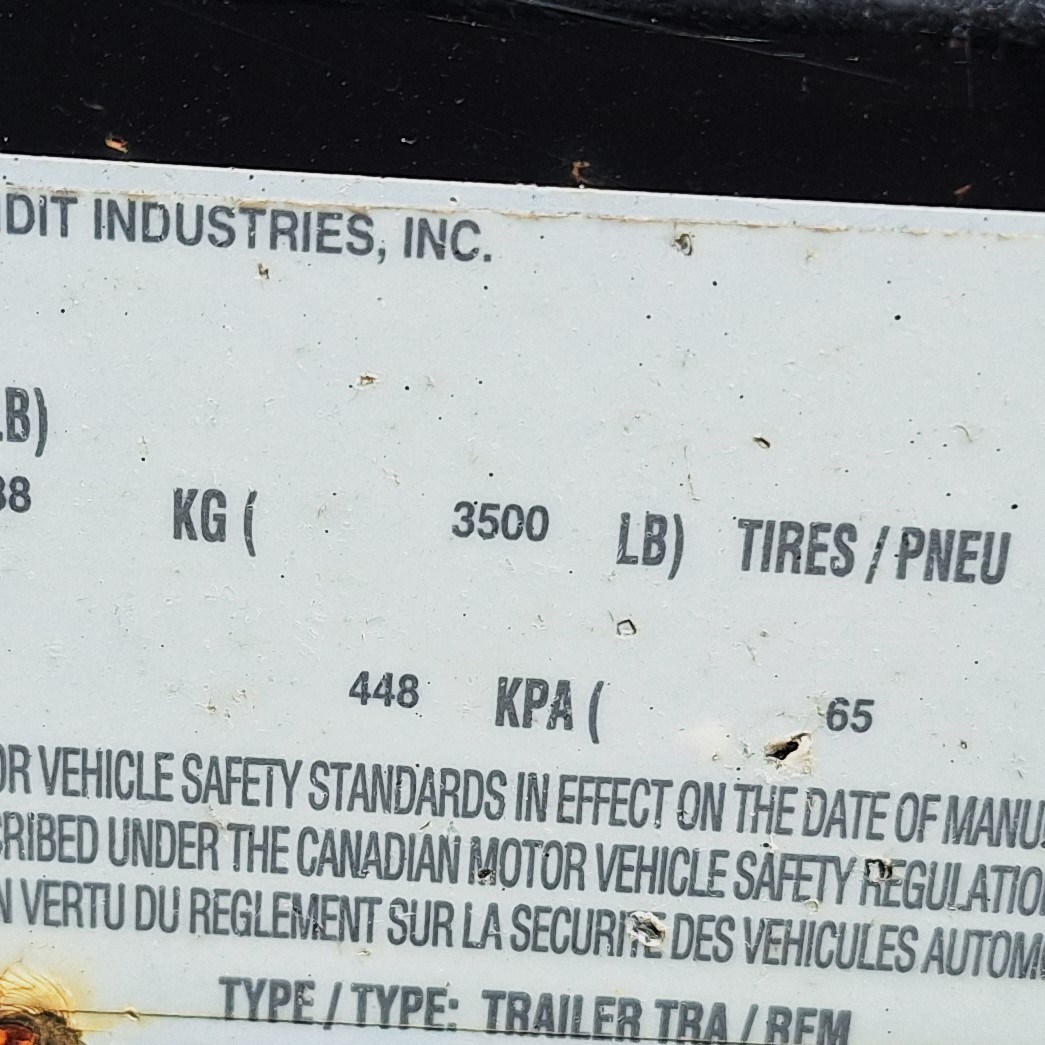 DIT INDUSTRIES, INC.
LB)
88 KG ( 3500 LB) TIRES / PNEU
448 KPA ( 65
OR VEHICLE SAFETY STANDARDS IN EFFECT ON THE DATE OF MANU
CRIBED UNDER THE CANADIAN MOTOR VEHICLE SAFETY REGULATIO
N VERTU DU REGLEMENT SUR LA SECURITE DES VEHICULES AUTOM
TYPE / TYPE: TRAILER TRA / REM